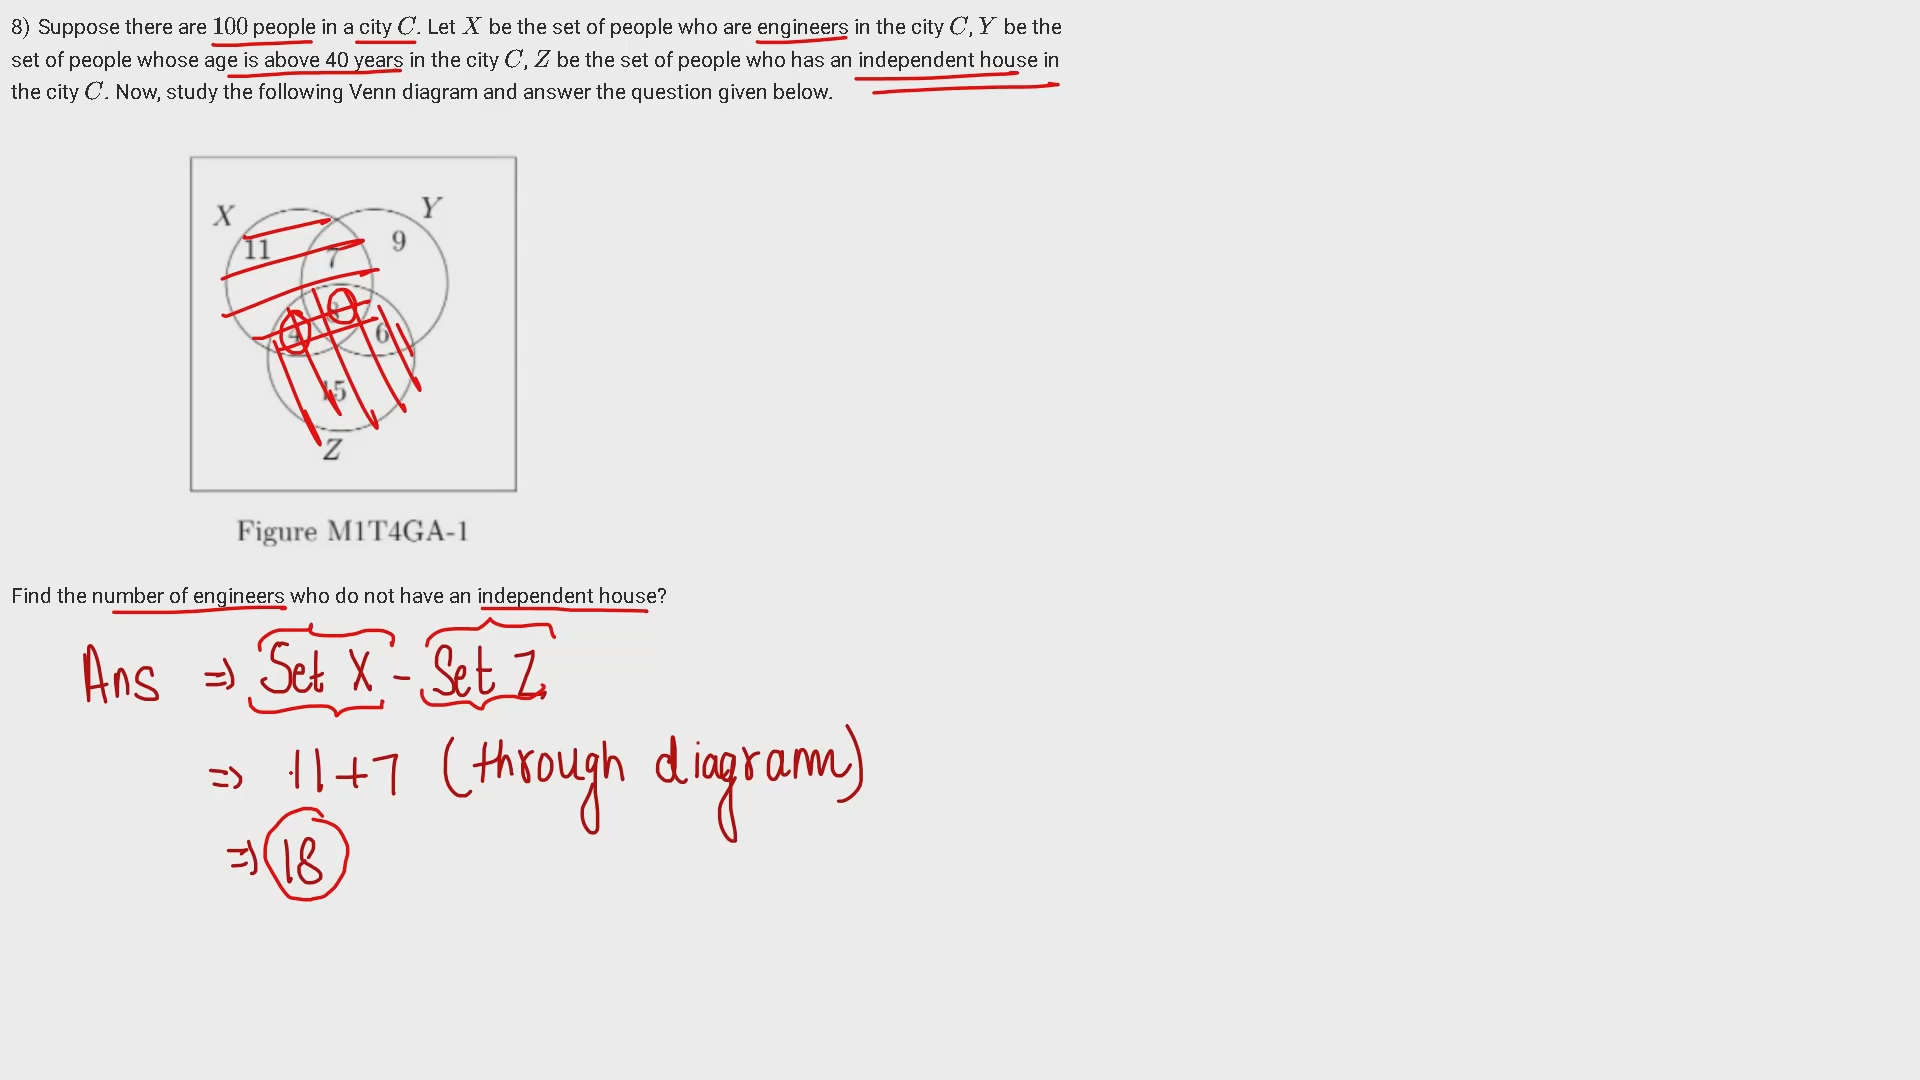 8) Suppose there are 100 people in a city C. Let X be the set of people who are engineers in the city C, Y be the
set of people whose age is above 40 years in the city C, Z be the set of people who has an independent house in
the city C. Now, study the following Venn diagram and answer the question given below.
X
Y
11
7
9
4
6
15
Z
Figure M1T4GA-1
Find the number of engineers who do not have an independent house?
Ans ⇒ Set X - Set Z
⇒ 11+7 (through diagram)
⇒ 18